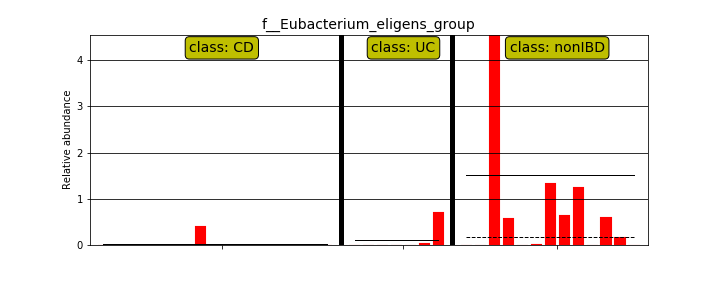 f__Eubacterium_eligens_group
class: CD
class: UC
class: nonIBD
Relative abundance
4
3
2
1
0